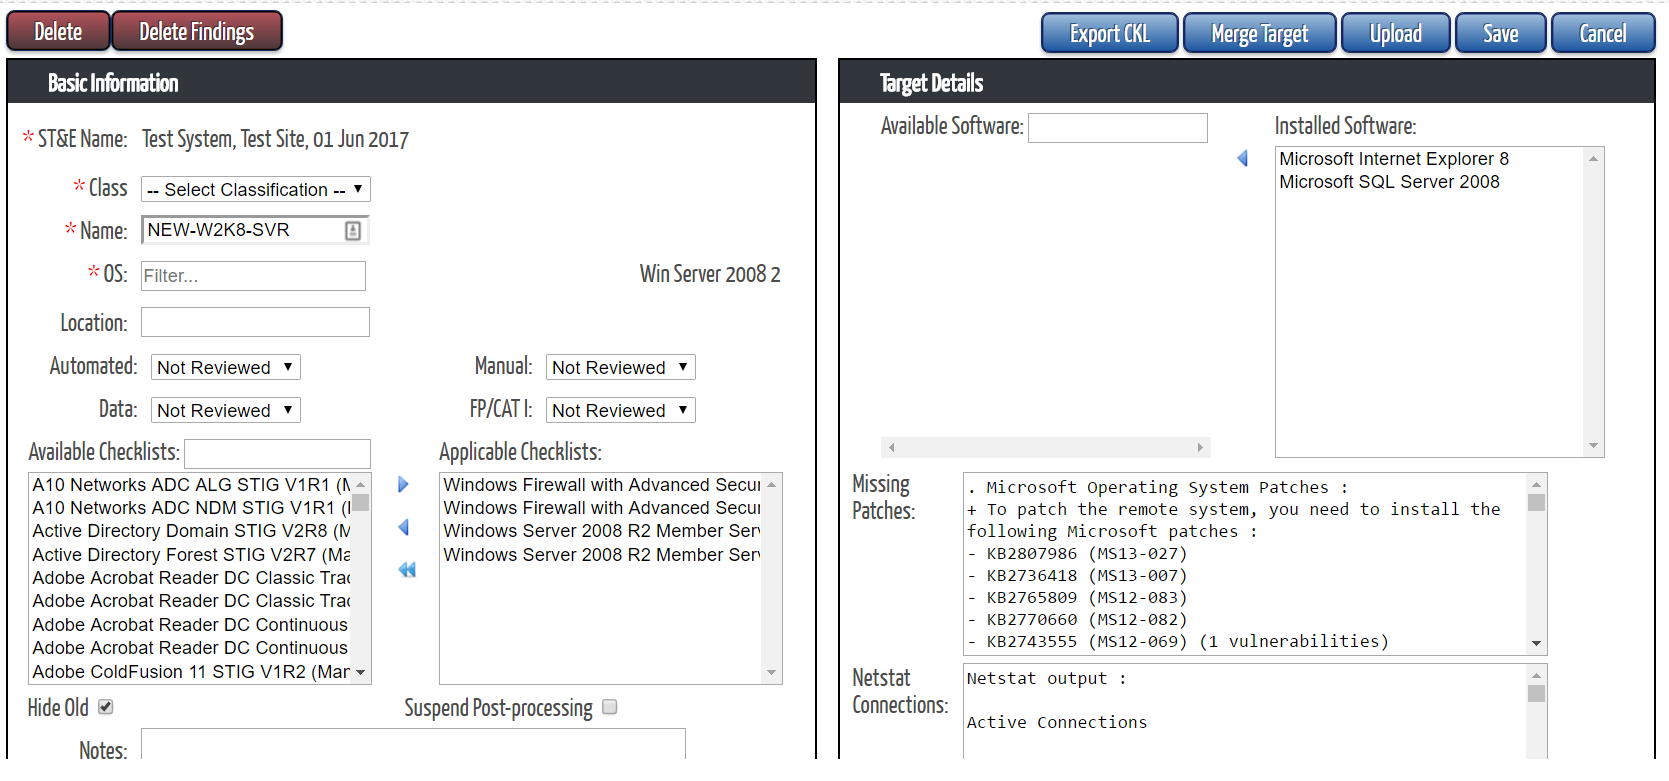 Delete
Delete Findings
Export CKL
Merge Target
Upload
Save
Cancel
Basic Information
* ST&E Name: Test System, Test Site, 01 Jun 2017
* Class -- Select Classification --
* Name: NEW-W2K8-SVR
* OS: Filter... Win Server 2008 2
Location:
Automated: Not Reviewed Manual: Not Reviewed
Data: Not Reviewed FP/CAT I: Not Reviewed
Available Checklists:
A10 Networks ADC ALG STIG V1R1 (M
A10 Networks ADC NDM STIG V1R1 (
Active Directory Domain STIG V2R8 (M
Active Directory Forest STIG V2R7 (Ma
Adobe Acrobat Reader DC Classic Trac
Adobe Acrobat Reader DC Classic Trac
Adobe Acrobat Reader DC Continuous
Adobe Acrobat Reader DC Continuous
Adobe ColdFusion 11 STIG V1R2 (Man
Applicable Checklists:
Windows Firewall with Advanced Secur
Windows Firewall with Advanced Secur
Windows Server 2008 R2 Member Serv
Windows Server 2008 R2 Member Serv
Hide Old Suspend Post-processing
Notes:
Target Details
Available Software:
Installed Software:
Microsoft Internet Explorer 8
Microsoft SQL Server 2008
Missing
Patches:
. Microsoft Operating System Patches :
+ To patch the remote system, you need to install the
following Microsoft patches :
- KB2807986 (MS13-027)
- KB2736418 (MS13-007)
- KB2765809 (MS12-083)
- KB2770660 (MS12-082)
- KB2743555 (MS12-069) (1 vulnerabilities)
Netstat
Connections:
Netstat output :
Active Connections